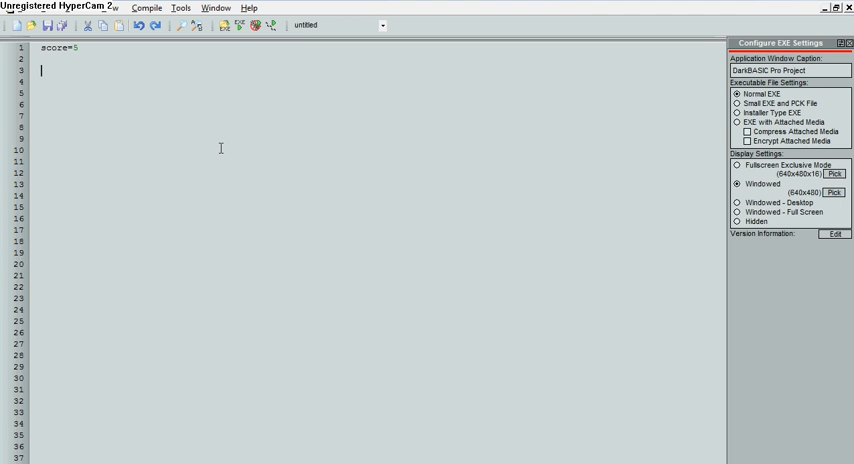 Unregistered HyperCam 2
w Compile Tools Window Help
untitled
1 score=5
2
3
4
5
6
7
8
9
10
11
12
13
14
15
16
17
18
19
20
21
22
23
24
25
26
27
28
29
30
31
32
33
34
35
36
37
Configure EXE Settings
Application Window Caption:
DarkBASIC Pro Project
Executable File Settings:
Normal EXE
Small EXE and PCK File
Installer Type EXE
EXE with Attached Media
Compress Attached Media
Encrypt Attached Media
Display Settings:
Fullscreen Exclusive Mode
(640x480x16) Pick
Windowed
(640x480) Pick
Windowed - Desktop
Windowed - Full Screen
Hidden
Version Information: Edit